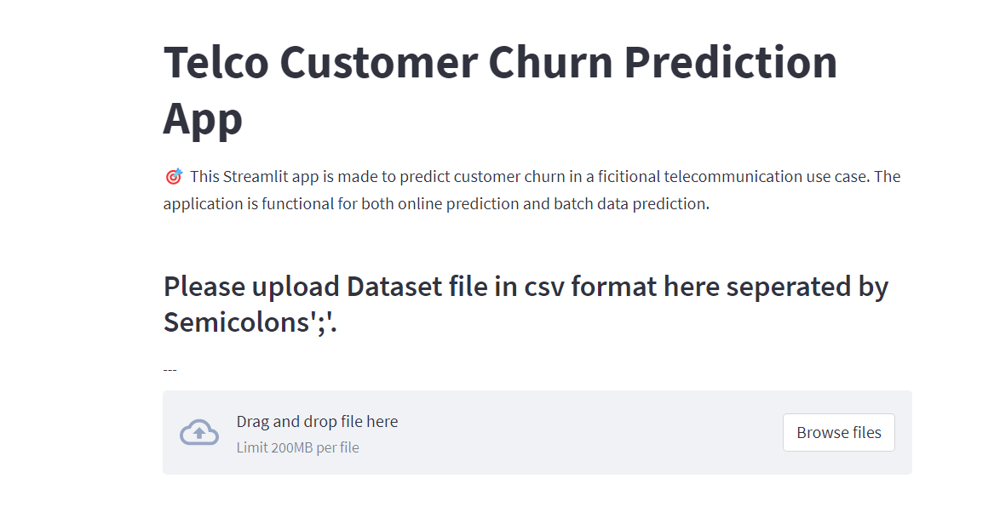 Telco Customer Churn Prediction
App
🎯 This Streamlit app is made to predict customer churn in a ficitional telecommunication use case. The
application is functional for both online prediction and batch data prediction.
Please upload Dataset file in csv format here seperated by
Semicolons';'.
---
Drag and drop file here
Limit 200MB per file
Browse files